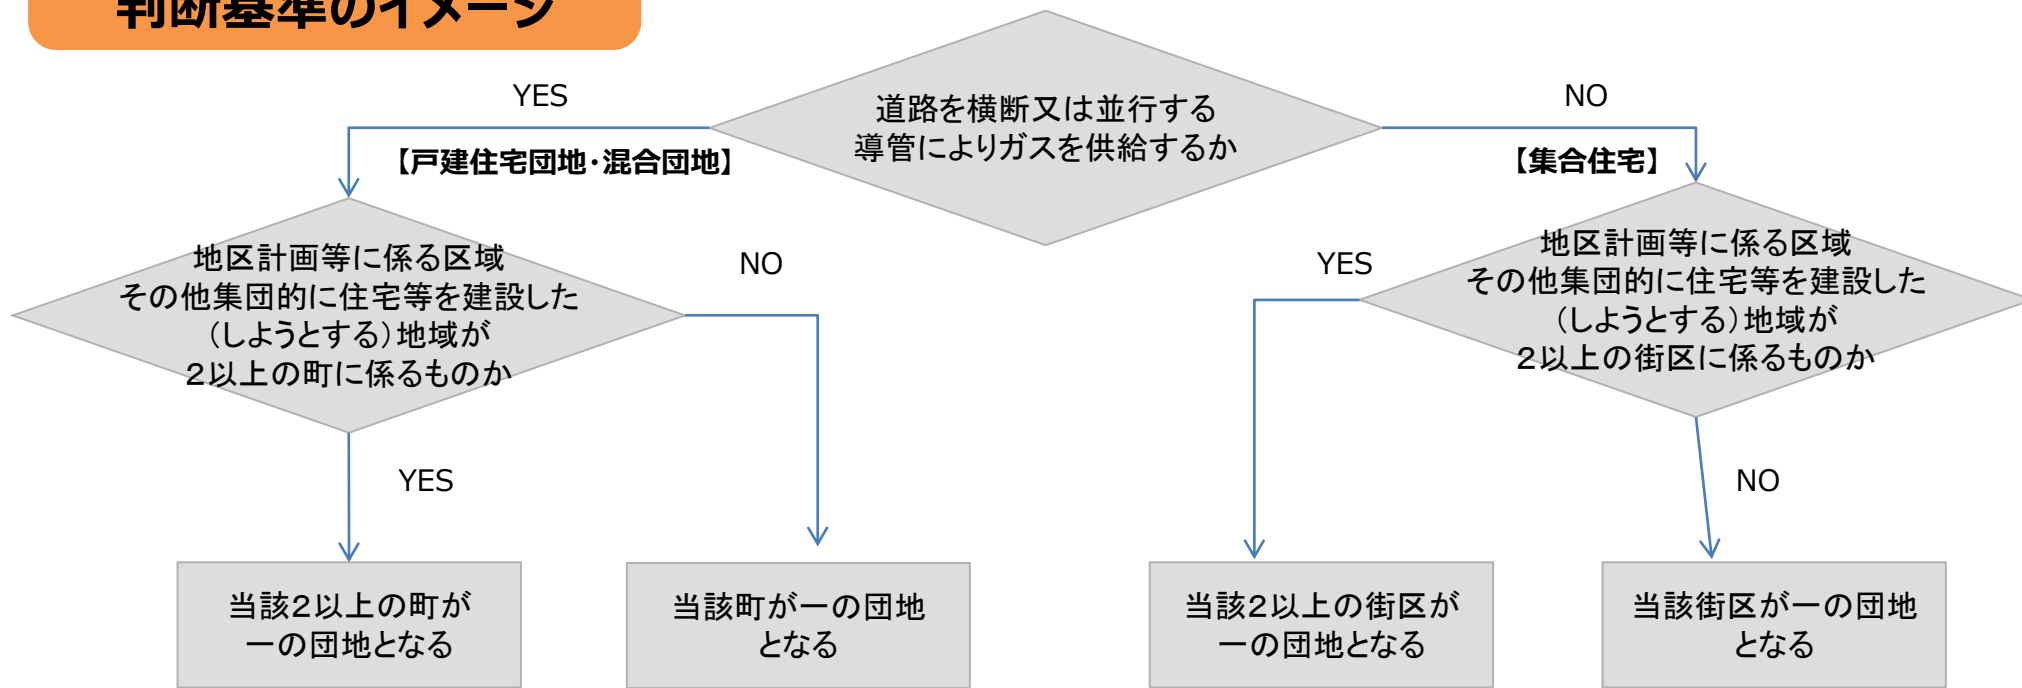 判断基準のイメージ
道路を横断又は並行する
導管によりガスを供給するか
YES
NO
【戸建住宅団地・混合団地】
【集合住宅】
地区計画等に係る区域
その他集団的に住宅等を建設した
（しようとする）地域が
２以上の町に係るものか
NO
YES
地区計画等に係る区域
その他集団的に住宅等を建設した
（しようとする）地域が
２以上の街区に係るものか
YES
NO
当該２以上の町が
一の団地となる
当該町が一の団地
となる
当該２以上の街区が
一の団地となる
当該街区が一の団地
となる